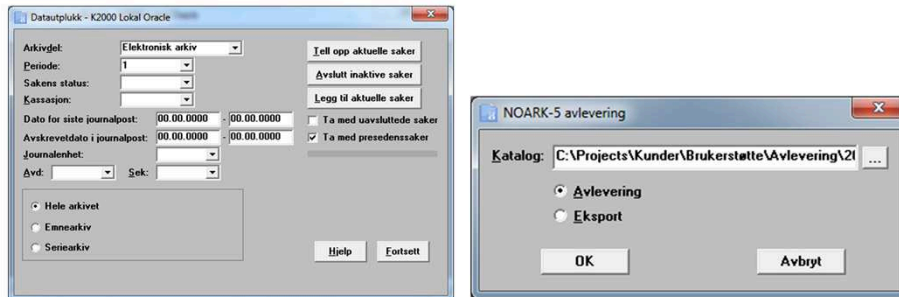 Datautplukk - K2000 Lokal Oracle
Arkivdel: Elektronisk arkiv
Periode: 1
Sakens status:
Kassasjon:
Dato for siste journalpost: 00.00.0000 - 00.00.0000
Avskrevetdato i journalpost: 00.00.0000 - 00.00.0000
Journalenhet:
Avd: Sek:
Hele arkivet
Emnearkiv
Seriearkiv
Tell opp aktuelle saker
Avslutt inaktive saker
Legg til aktuelle saker
Ta med uavsluttede saker
Ta med presedenssaker
Hjelp Fortsett
NOARK-5 avlevering
Katalog: C:\Projects\Kunder\Brukerstøtte\Avlevering\2 ...
Avlevering
Eksport
OK Avbryt